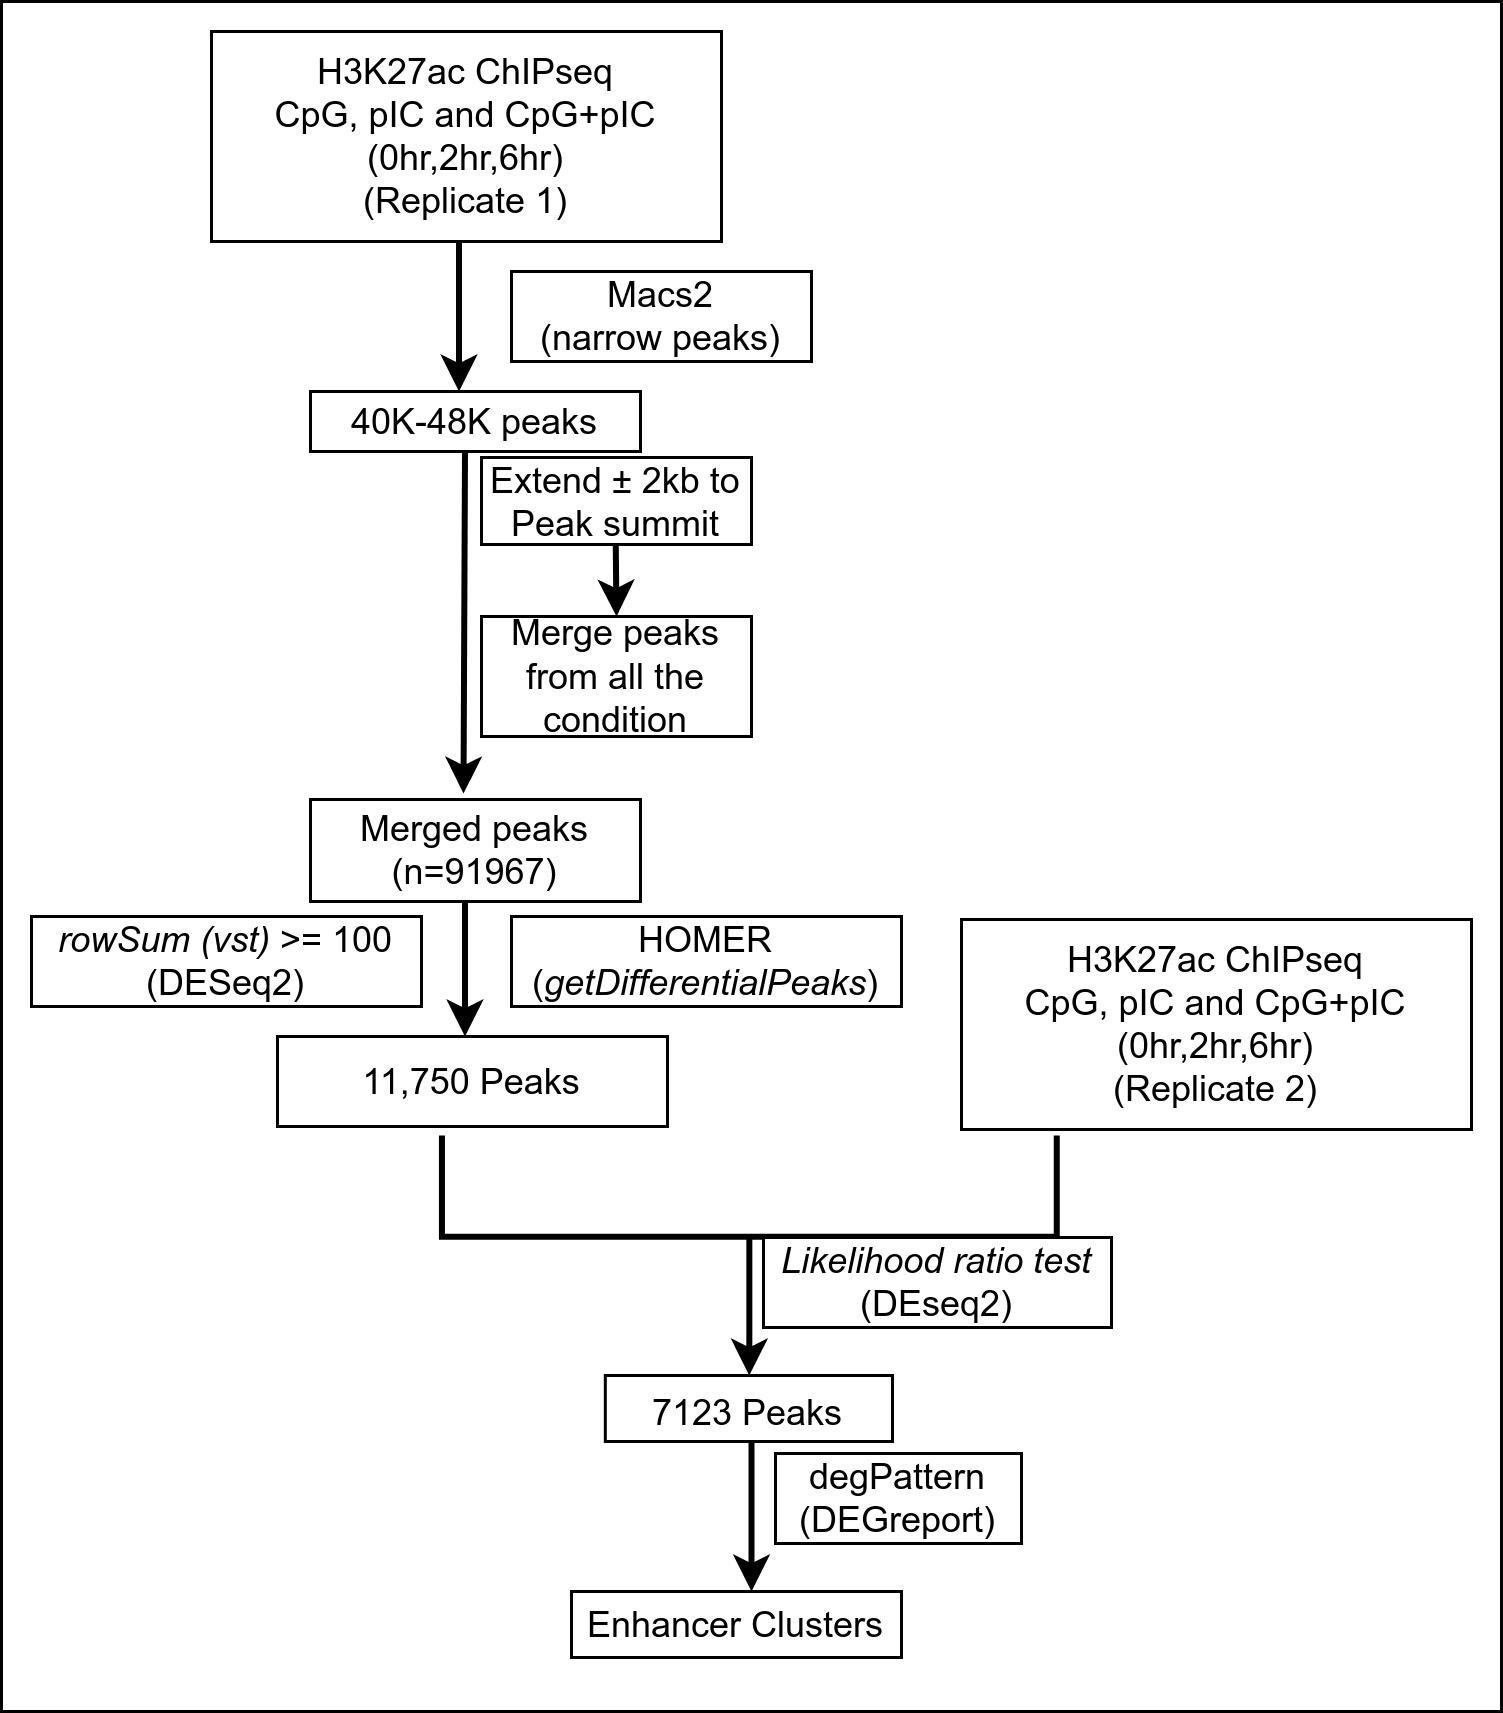 H3K27ac ChIPseq
CpG, pIC and CpG+pIC
(0hr,2hr,6hr)
(Replicate 1)
Macs2
(narrow peaks)
40K-48K peaks
Extend ± 2kb to
Peak summit
Merge peaks
from all the
condition
Merged peaks
(n=91967)
rowSum (vst) >= 100
(DESeq2)
HOMER
(getDifferentialPeaks)
11,750 Peaks
H3K27ac ChIPseq
CpG, pIC and CpG+pIC
(0hr,2hr,6hr)
(Replicate 2)
Likelihood ratio test
(DEseq2)
7123 Peaks
degPattern
(DEGreport)
Enhancer Clusters